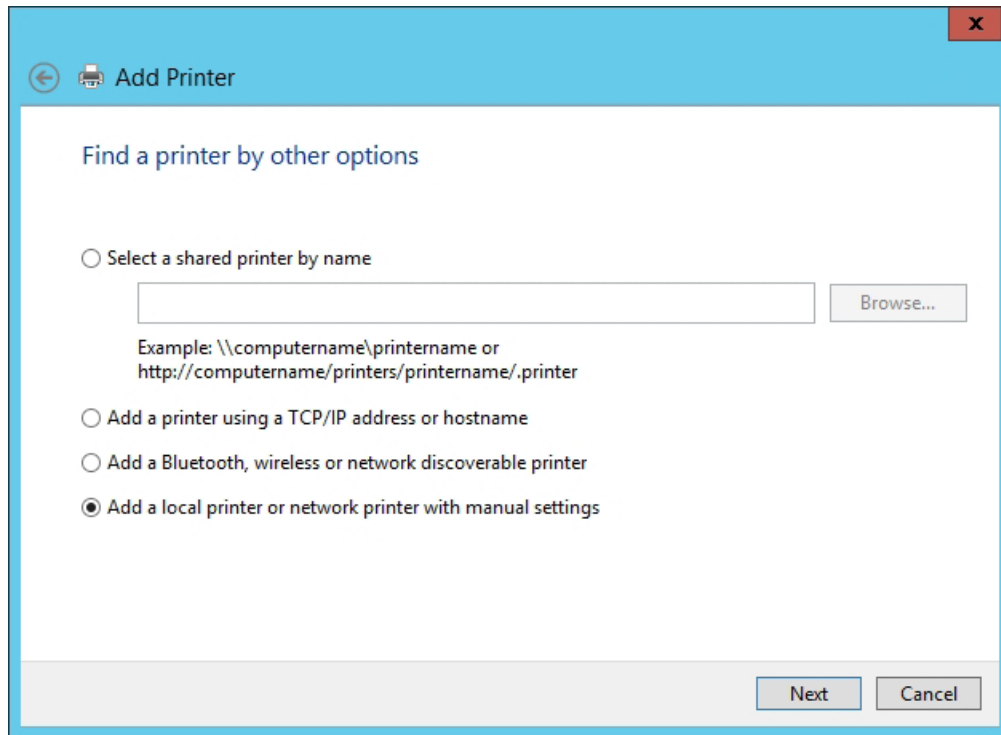 x
Add Printer
Find a printer by other options
Select a shared printer by name
Browse...
Example: \\computername\printername or
http://computername/printers/printername/.printer
Add a printer using a TCP/IP address or hostname
Add a Bluetooth, wireless or network discoverable printer
Add a local printer or network printer with manual settings
Next Cancel